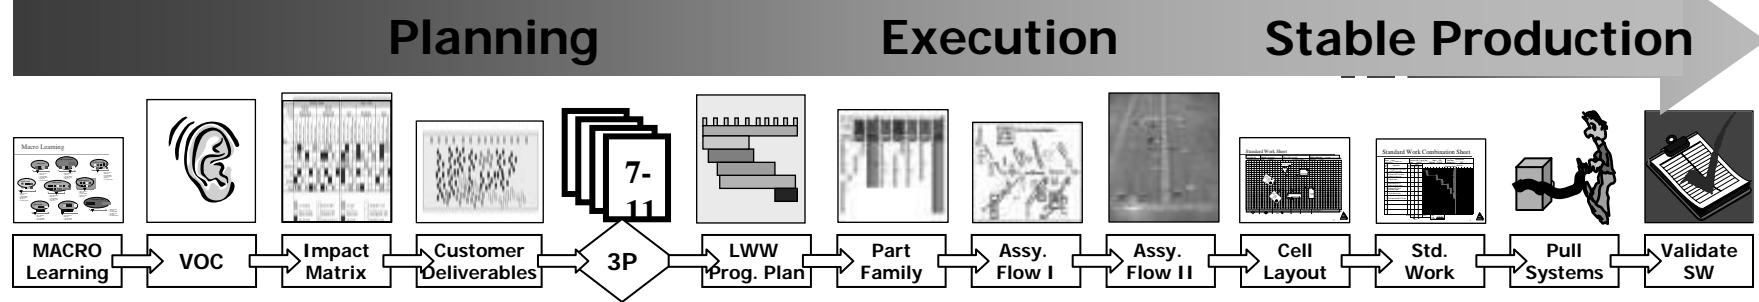 Planning
Execution
Stable Production
Macro Learning
7-
11
Standard Work Sheet
Standard Work Combination Sheet
MACRO
Learning
VOC
Impact
Matrix
Customer
Deliverables
3P
LWW
Prog. Plan
Part
Family
Assy.
Flow I
Assy.
Flow II
Cell
Layout
Std.
Work
Pull
Systems
Validate
SW